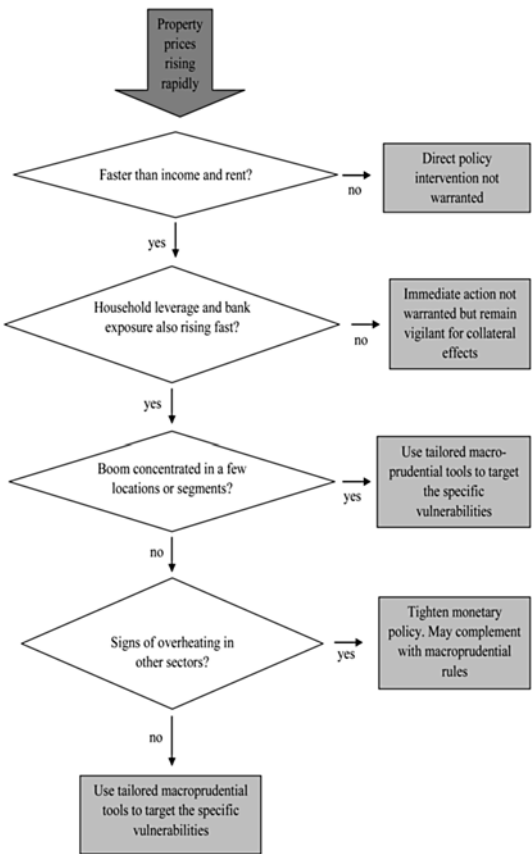 Property
prices
rising
rapidly
Faster than income and rent?
no
Direct policy
intervention not
warranted
yes
Household leverage and bank
exposure also rising fast?
no
Immediate action not
warranted but remain
vigilant for collateral
effects
yes
Boom concentrated in a few
locations or segments?
yes
Use tailored macro-
prudential tools to target
the specific
vulnerabilities
no
Signs of overheating in
other sectors?
yes
Tighten monetary
policy. May complement
with macroprudential
rules
no
Use tailored macroprudential
tools to target the specific
vulnerabilities